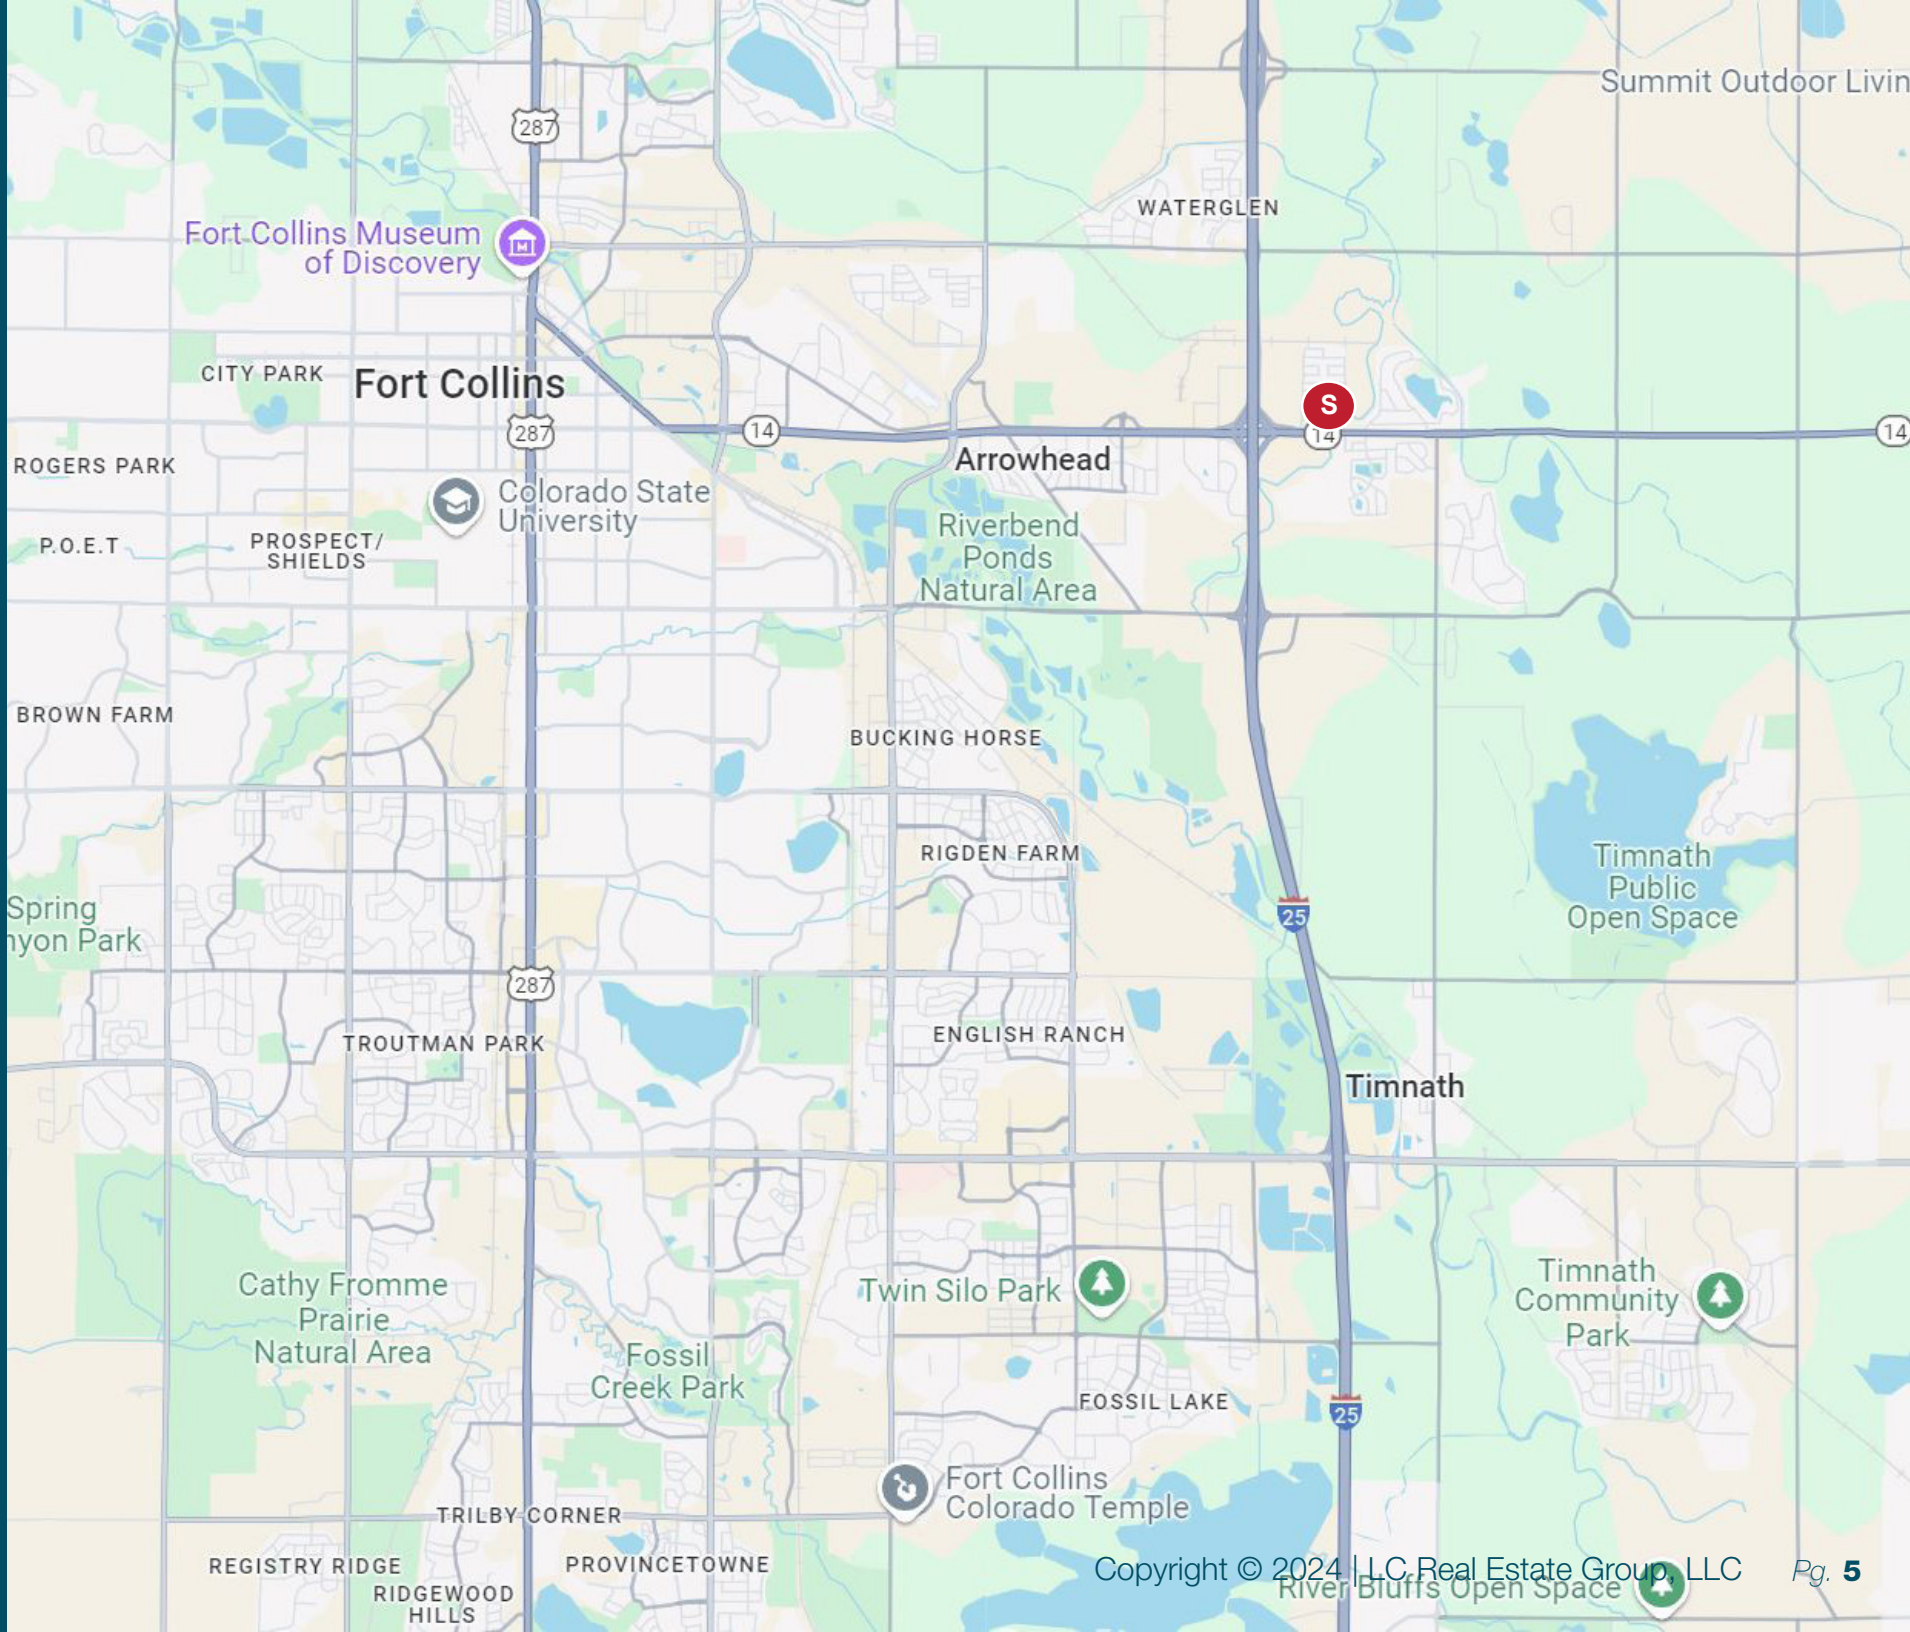 Summit Outdoor Livin
287
WATERGLEN
Fort Collins Museum
of Discovery
CITY PARK
Fort Collins
S
287
14
14
14
ROGERS PARK
Arrowhead
Colorado State
University
Riverbend
Ponds
Natural Area
P.O.E.T
PROSPECT/
SHIELDS
BROWN FARM
BUCKING HORSE
RIGDEN FARM
Timnath
Public
Open Space
Spring
nyon Park
25
287
TROUTMAN PARK
ENGLISH RANCH
Timnath
Cathy Fromme
Prairie
Natural Area
Twin Silo Park
Timnath
Community
Park
Fossil
Creek Park
FOSSIL LAKE
25
Fort Collins
Colorado Temple
TRILBY CORNER
REGISTRY RIDGE
PROVINCETOWNE
RIDGEWOOD
HILLS
Copyright © 2024 | LC Real Estate Group, LLC Pg. 5
River Bluffs Open Space